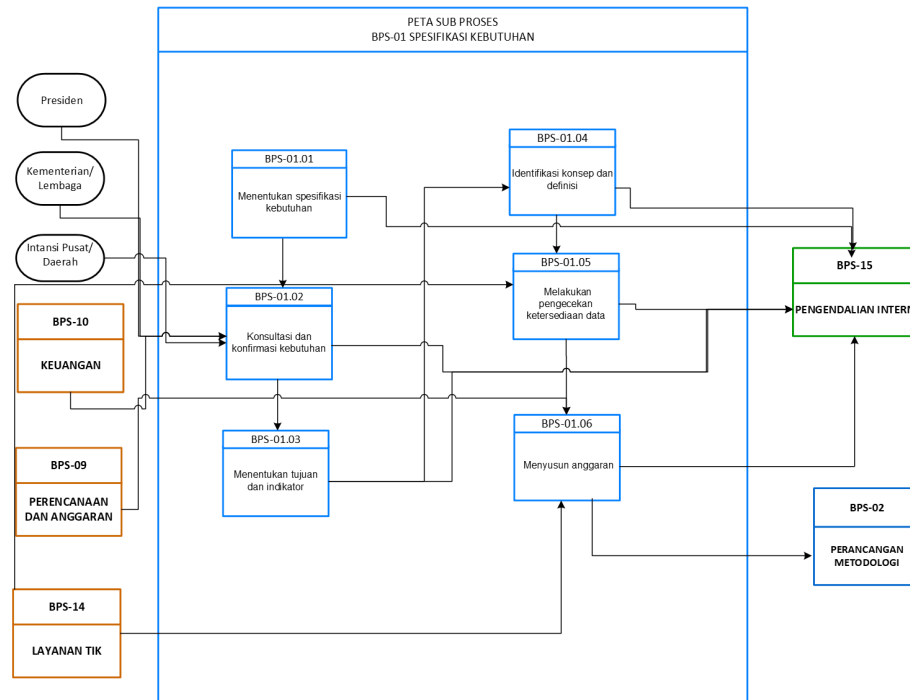 PETA SUB PROSES
BPS-01 SPESIFIKASI KEBUTUHAN
Presiden
Kementerian/
Lembaga
Intansi Pusat/
Daerah
BPS-10
KEUANGAN
BPS-09
PERENCANAAN
DAN ANGGARAN
BPS-14
LAYANAN TIK
BPS-01.01
Menentukan spesifikasi
kebutuhan
BPS-01.02
Konsultasi dan
konfirmasi kebutuhan
BPS-01.03
Menentukan tujuan
dan indikator
BPS-01.04
Identifikasi konsep dan
definisi
BPS-01.05
Melakukan
pengecekan
ketersediaan data
BPS-01.06
Menyusun anggaran
BPS-15
PENGENDALIAN INTERN
BPS-02
PERANCANGAN
METODOLOGI